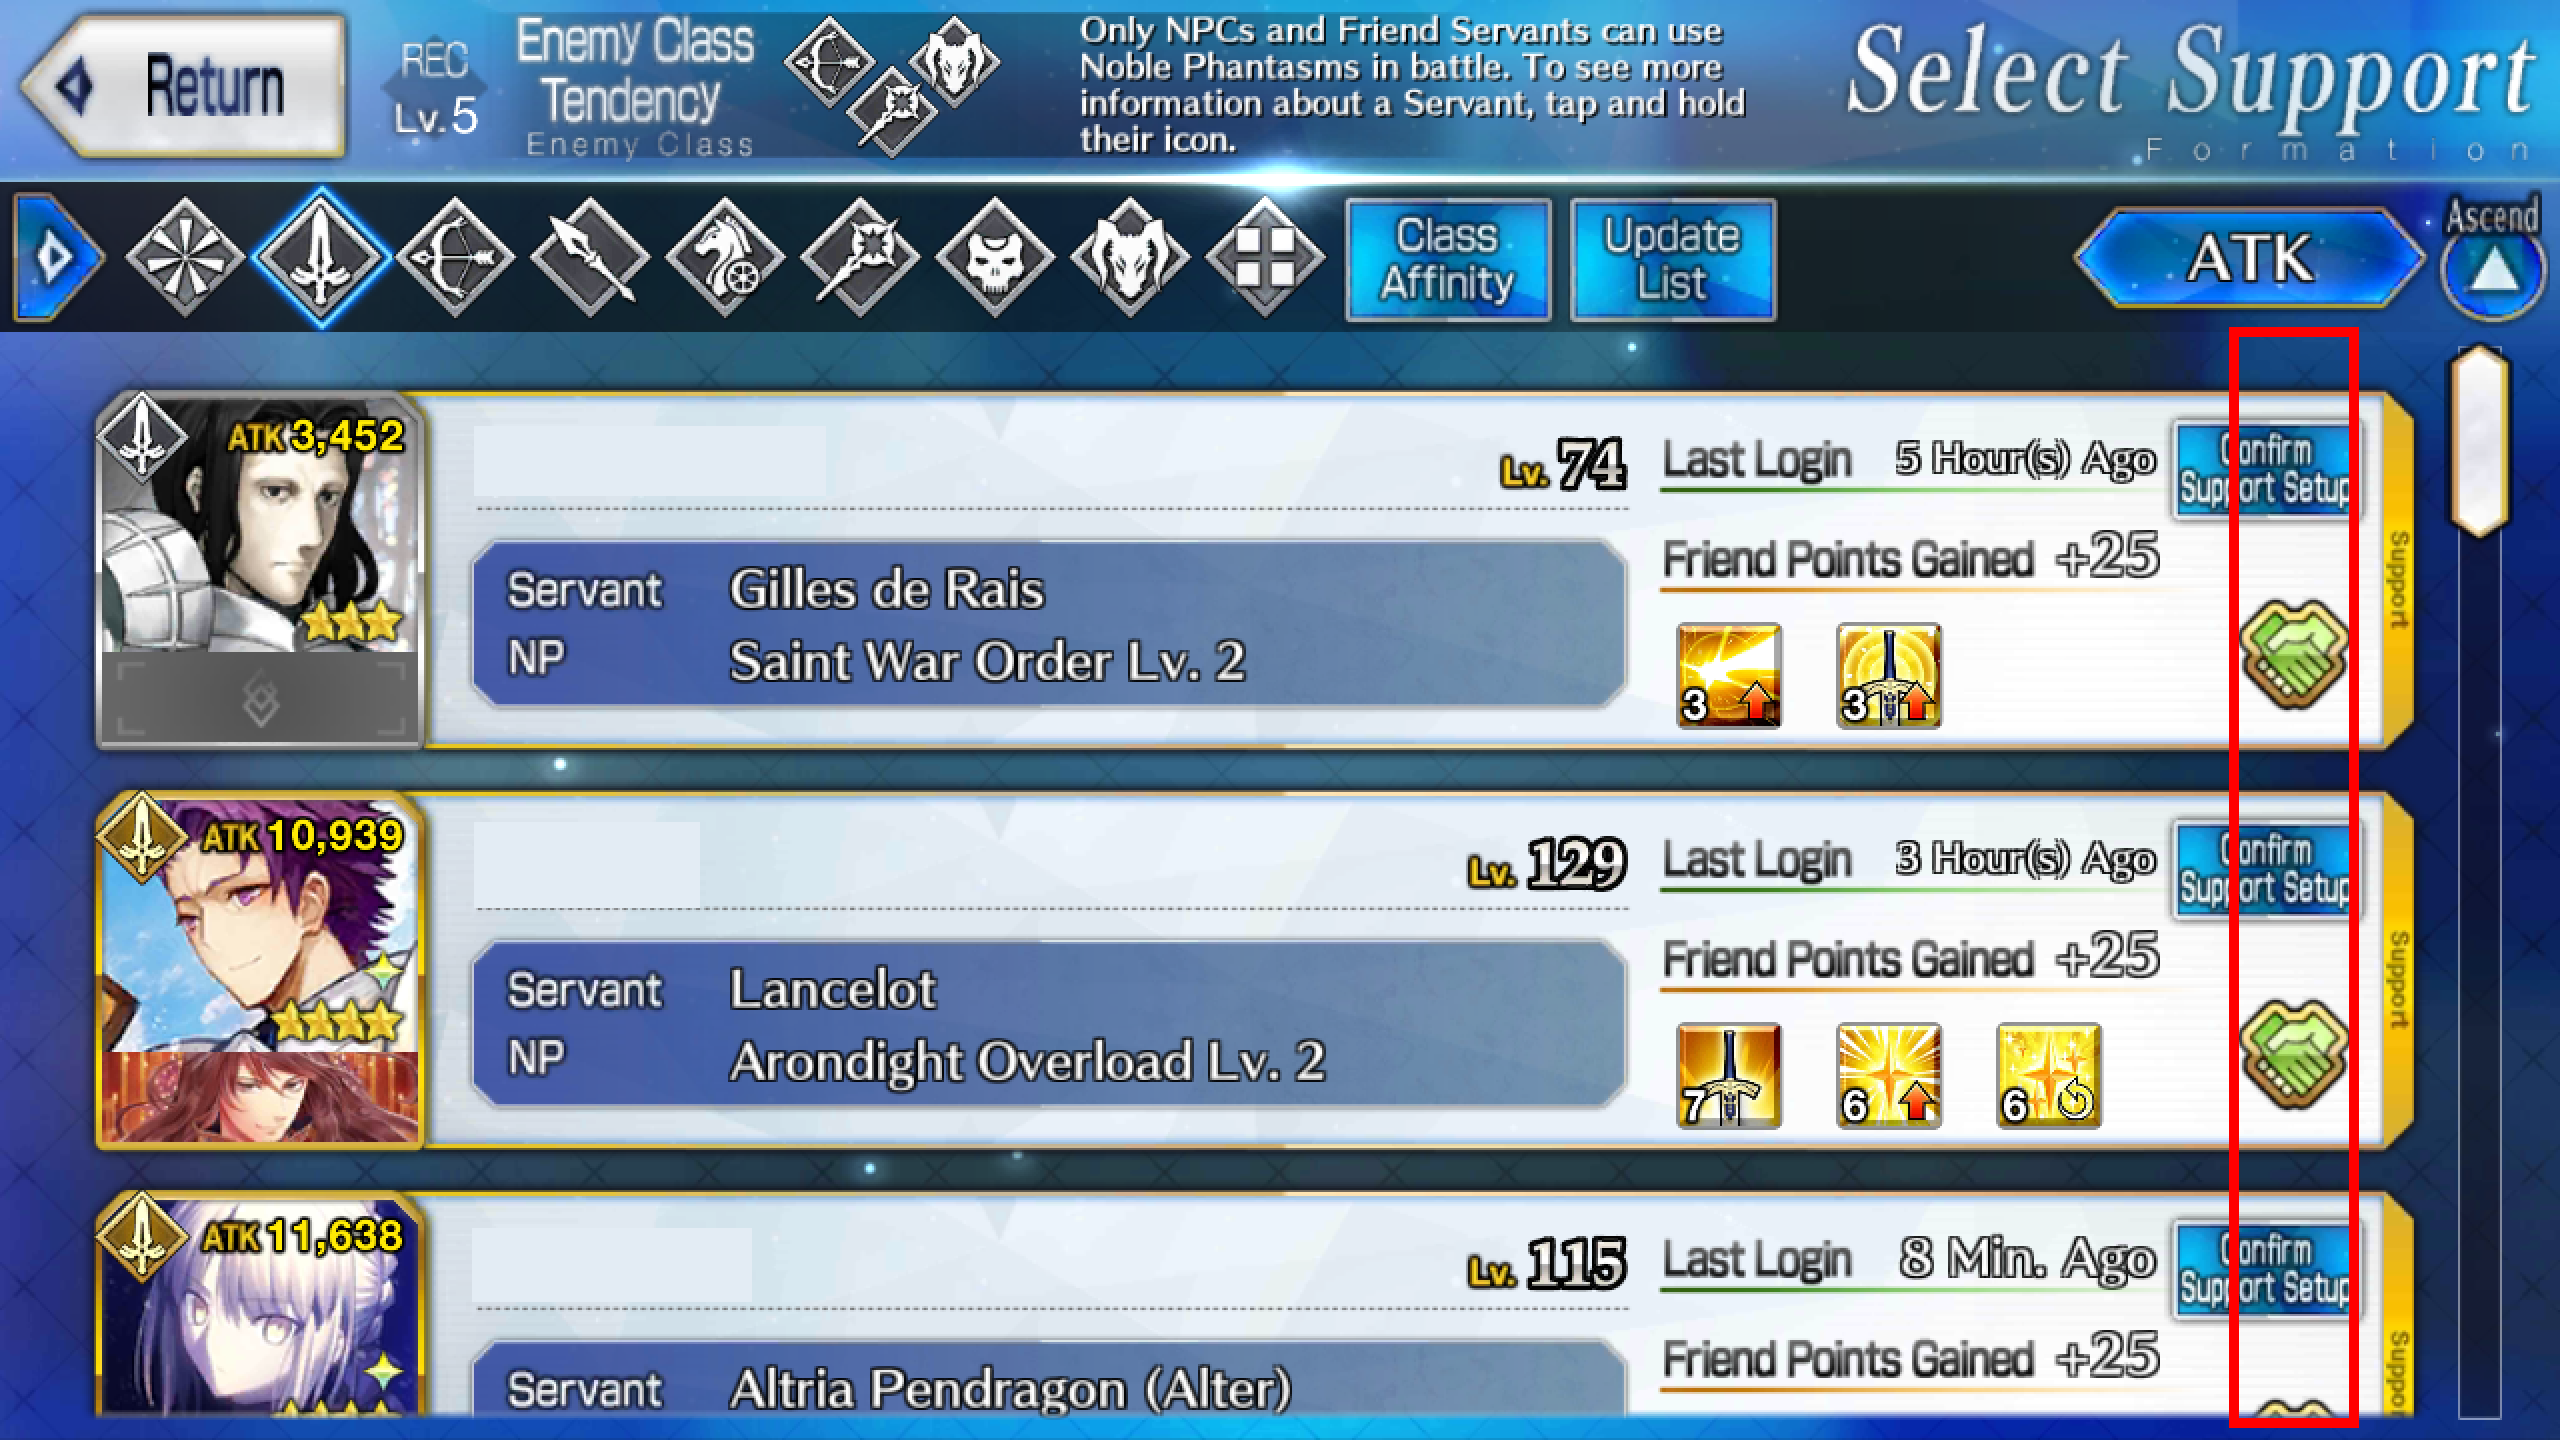 Return
REC
Lv. 5
Enemy Class
Tendency
Enemy Class
Only NPCs and Friend Servants can use
Noble Phantasms in battle. To see more
information about a Servant, tap and hold
their icon.
Select Support
Formation
Class
Affinity
Update
List
ATK
Ascend
ATK 3,452
Lv. 74
Last Login 5 Hour(s) Ago
Confirm
Support Setup
Servant Gilles de Rais
NP Saint War Order Lv. 2
Friend Points Gained +25
3
3
Support
ATK 10,939
Lv. 129
Last Login 3 Hour(s) Ago
Confirm
Support Setup
Servant Lancelot
NP Arondight Overload Lv. 2
Friend Points Gained +25
7
6
6
Support
ATK 11,638
Lv. 115
Last Login 8 Min. Ago
Confirm
Support Setup
Servant Altria Pendragon (Alter)
Friend Points Gained +25
Suppor